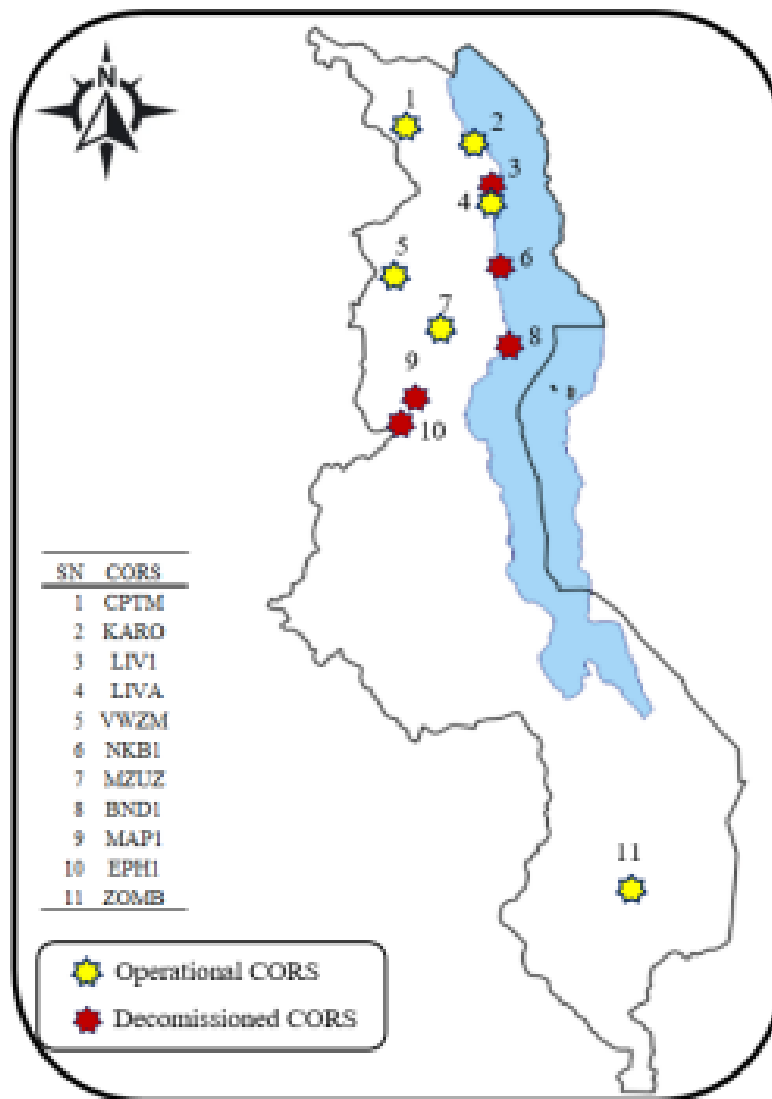 N
1
2
3
4
5
6
7
8
9
10
11
SN CORS
1 CPTM
2 KARO
3 LIV1
4 LIVA
5 VWZM
6 NKB1
7 MZUZ
8 BND1
9 MAP1
10 EPH1
11 ZOMB
Operational CORS
Decomissioned CORS